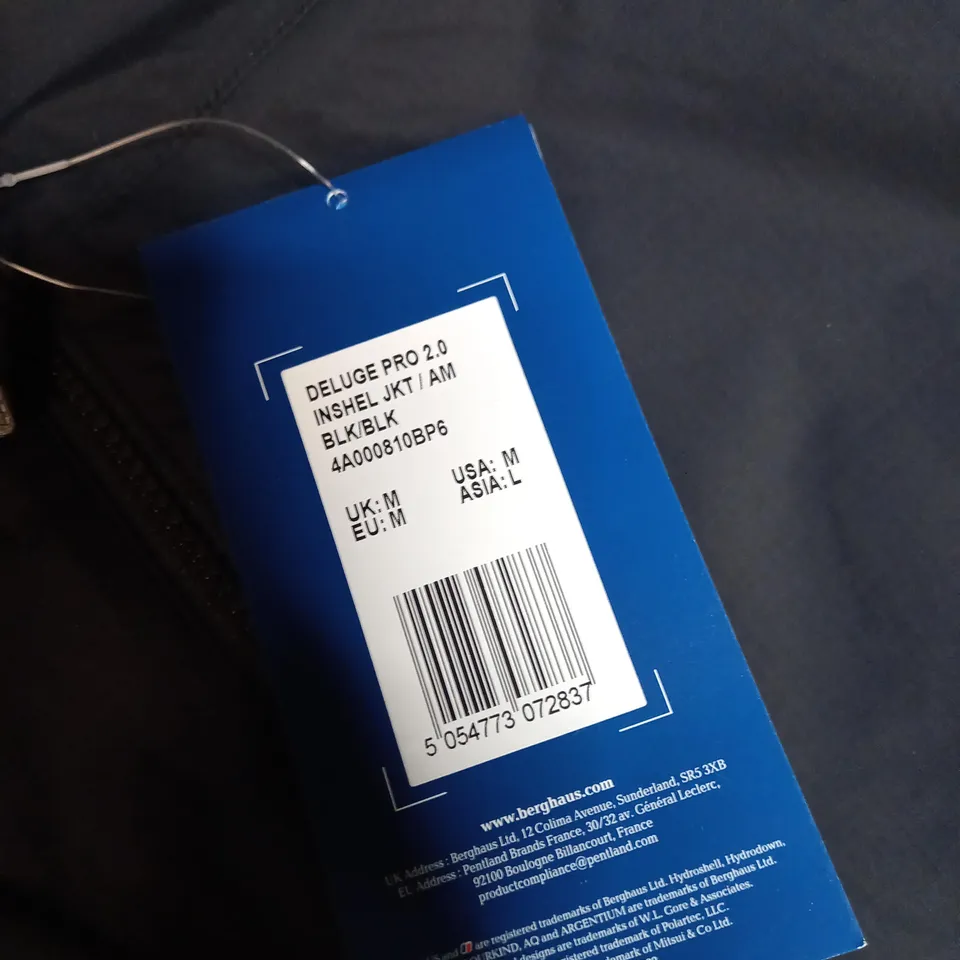 DELUGE PRO 2.0
INSHEL JKT / AM
BLK/BLK
4A000810BP6
UK: M USA: M
EU: M ASIA: L
5 054773 072837
www.berghaus.com
UK Address : Berghaus Ltd, 12 Colima Avenue, Sunderland, SR5 3XB
EU Address : Pentland Brands France, 30/32 av. Général Leclerc,
92100 Boulogne Billancourt, France
productcompliance@pentland.com
and are registered trademarks of Berghaus Ltd. Hydroshell, Hydrodown,
AQ and ARGENTIUM are trademarks of Berghaus Ltd.
designs are trademarks of W.L. Gore & Associates.
registered trademark of Polartec, LLC.
trademark of Mitsui & Co Ltd.